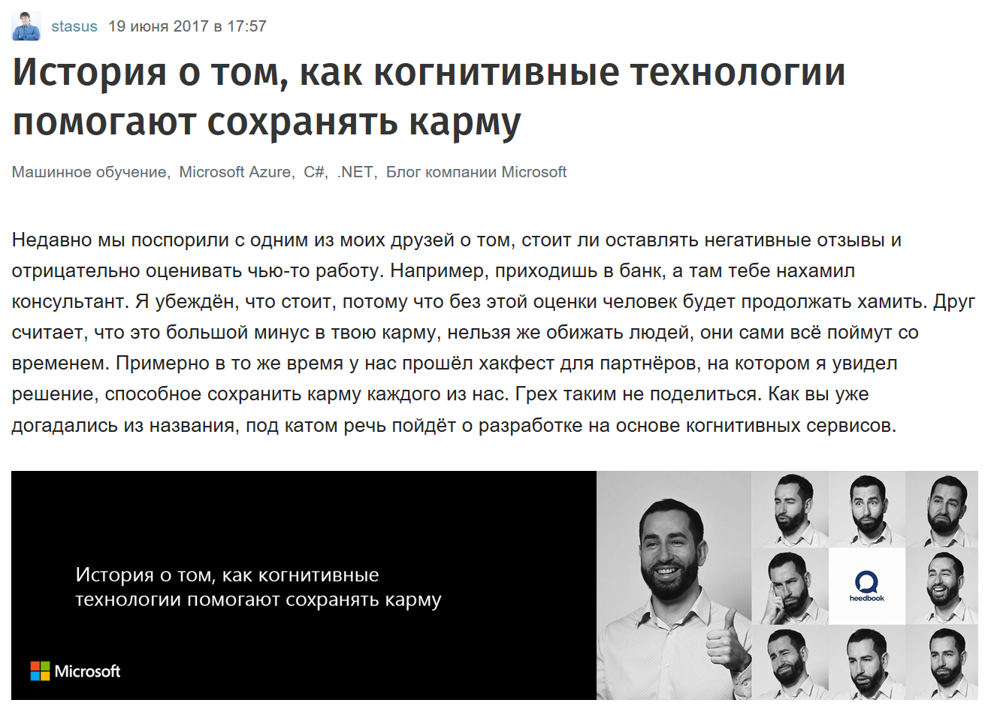 stasus 19 июня 2017 в 17:57
История о том, как когнитивные технологии
помогают сохранять карму
Машинное обучение, Microsoft Azure, C#, .NET, Блог компании Microsoft
Недавно мы поспорили с одним из моих друзей о том, стоит ли оставлять негативные отзывы и
отрицательно оценивать чью-то работу. Например, приходишь в банк, а там тебе нахамил
консультант. Я убеждён, что стоит, потому что без этой оценки человек будет продолжать хамить. Друг
считает, что это большой минус в твою карму, нельзя же обижать людей, они сами всё поймут со
временем. Примерно в то же время у нас прошёл хакфест для партнёров, на котором я увидел
решение, способное сохранить карму каждого из нас. Грех таким не поделиться. Как вы уже
догадались из названия, под катом речь пойдёт о разработке на основе когнитивных сервисов.
История о том, как когнитивные
технологии помогают сохранять карму
Microsoft
heedbook